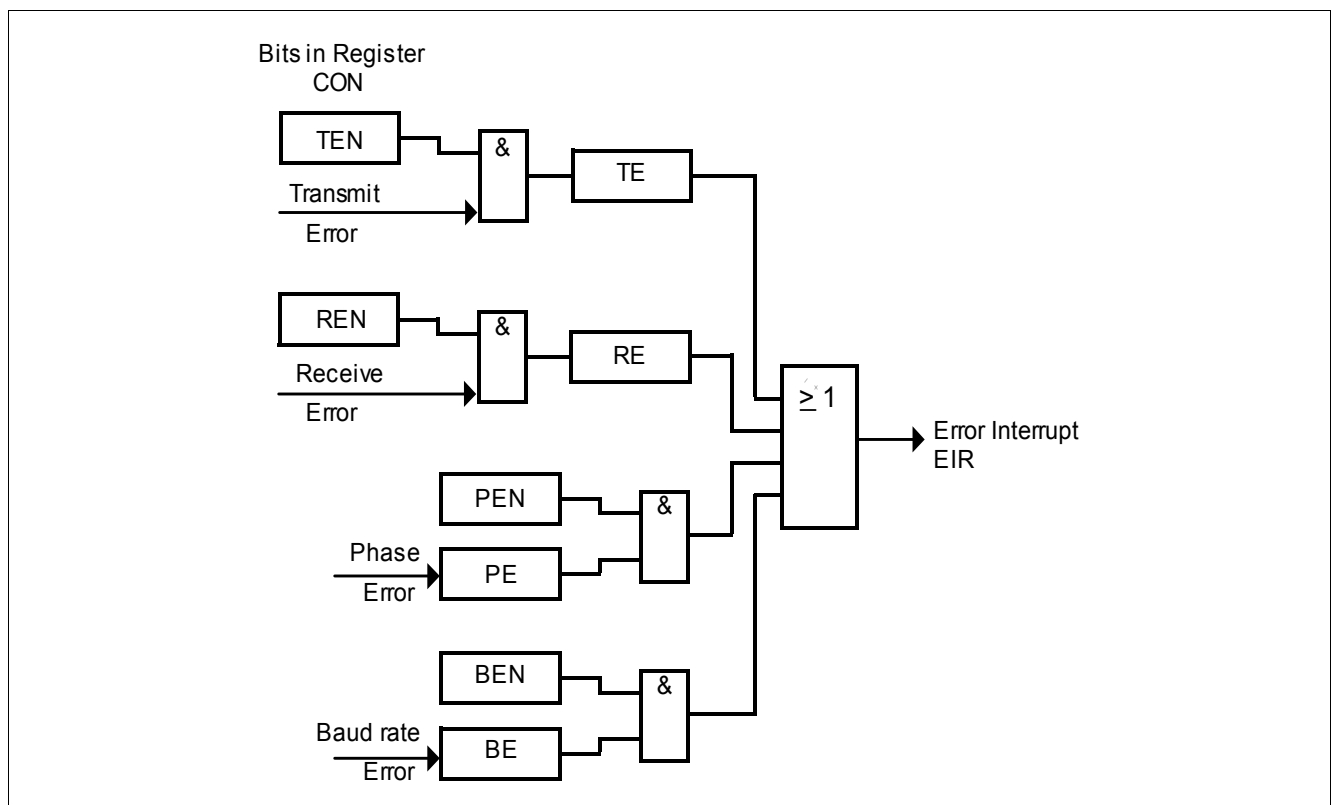 Bits in Register
CON
TEN
&
Transmit
Error
TE
REN
&
Receive
Error
RE
≥ 1
Error Interrupt
EIR
PEN
&
Phase
Error
PE
BEN
&
Baud rate
Error
BE